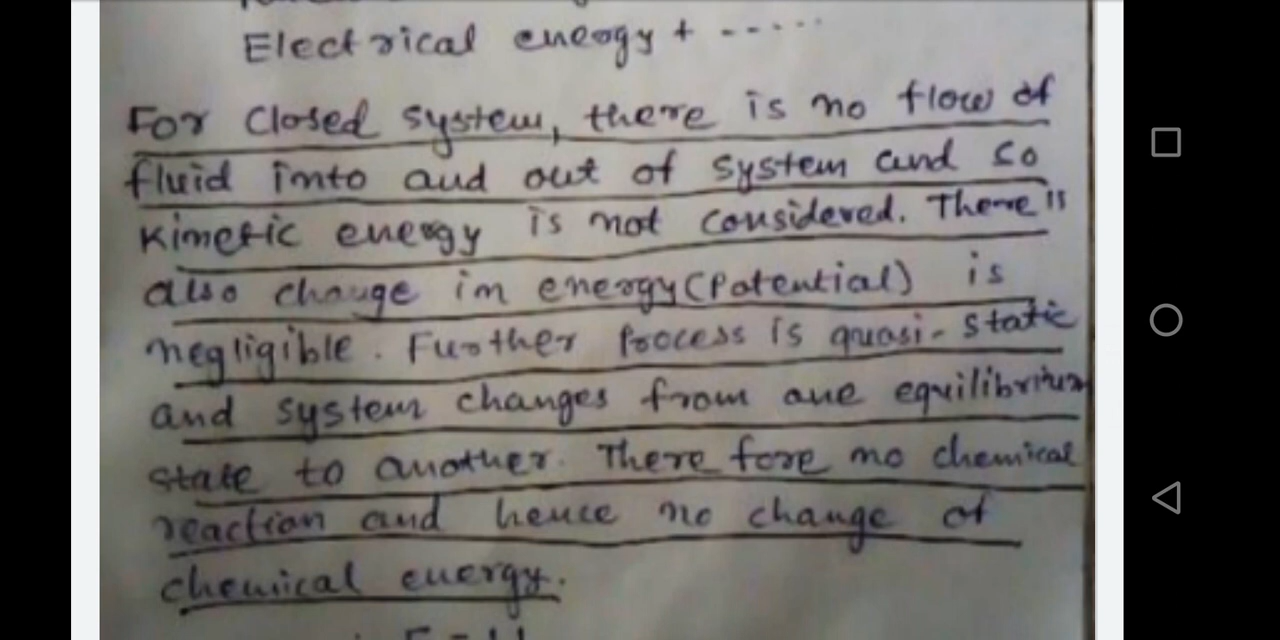 Electrical energy + -----
For closed system, there is no flow of
fluid into and out of system and so
kinetic energy is not considered. There is
also change in energy (potential) is
negligible. Further process is quasi-static
and system changes from one equilibrium
state to another. There fore no chemical
reaction and hence no change of
chemical energy.